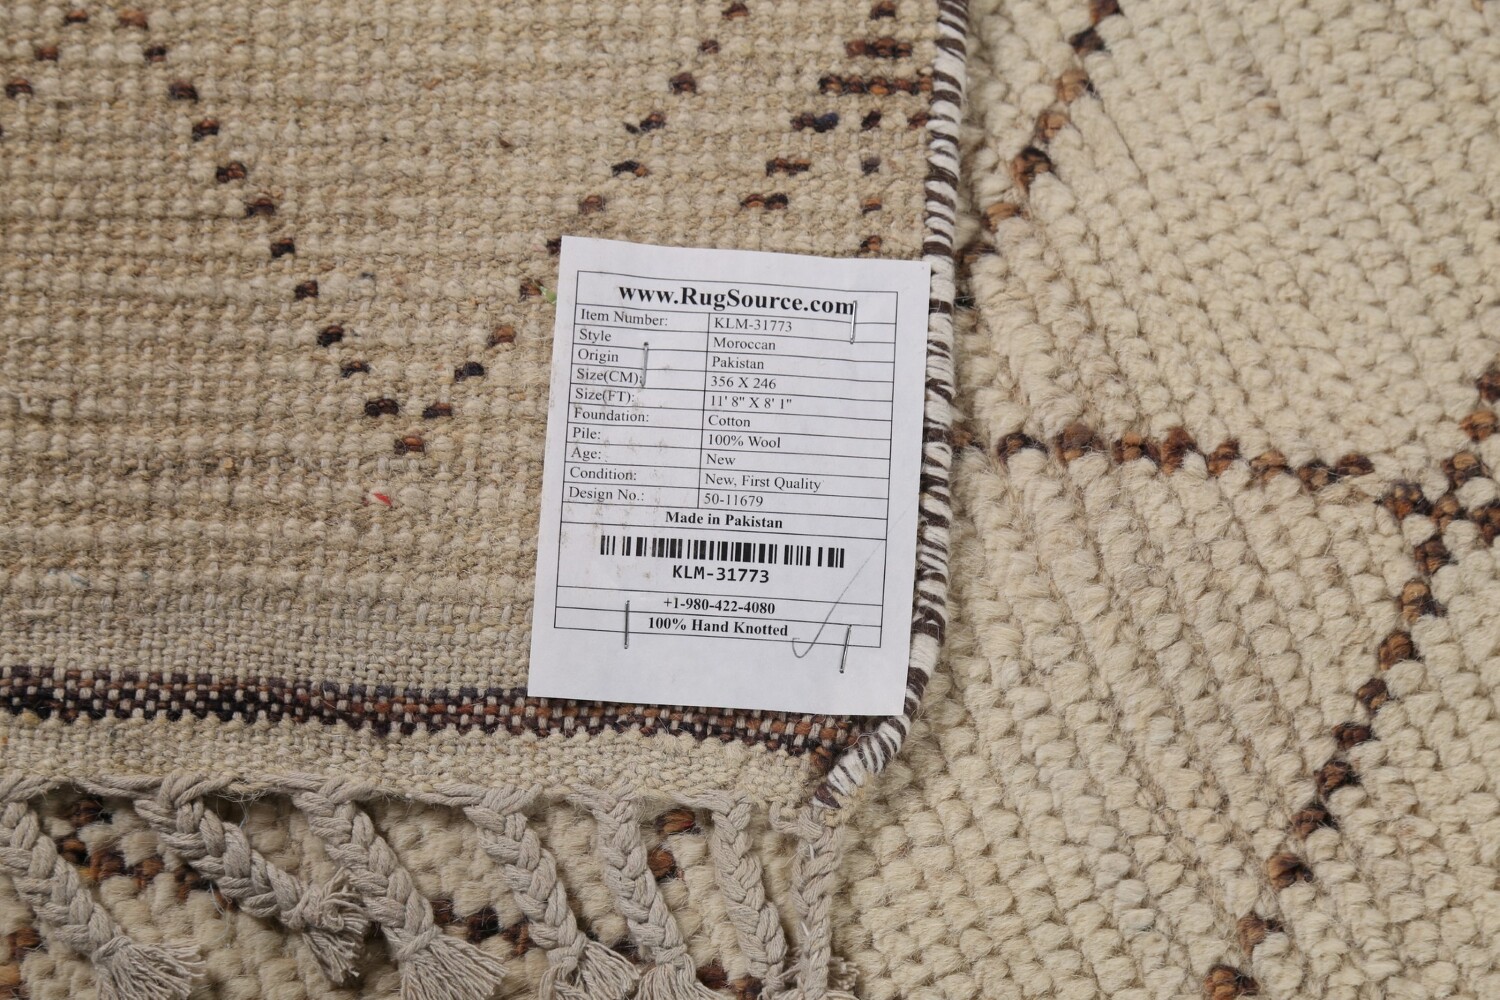 www.RugSource.com
Item Number: KLM-31773
Style Moroccan
Origin Pakistan
Size(CM): 356 X 246
Size(FT): 11' 8" X 8' 1"
Foundation: Cotton
Pile: 100% Wool
Age: New
Condition: New, First Quality
Design No.: 50-11679
Made in Pakistan
KLM-31773
+1-980-422-4080
100% Hand Knotted